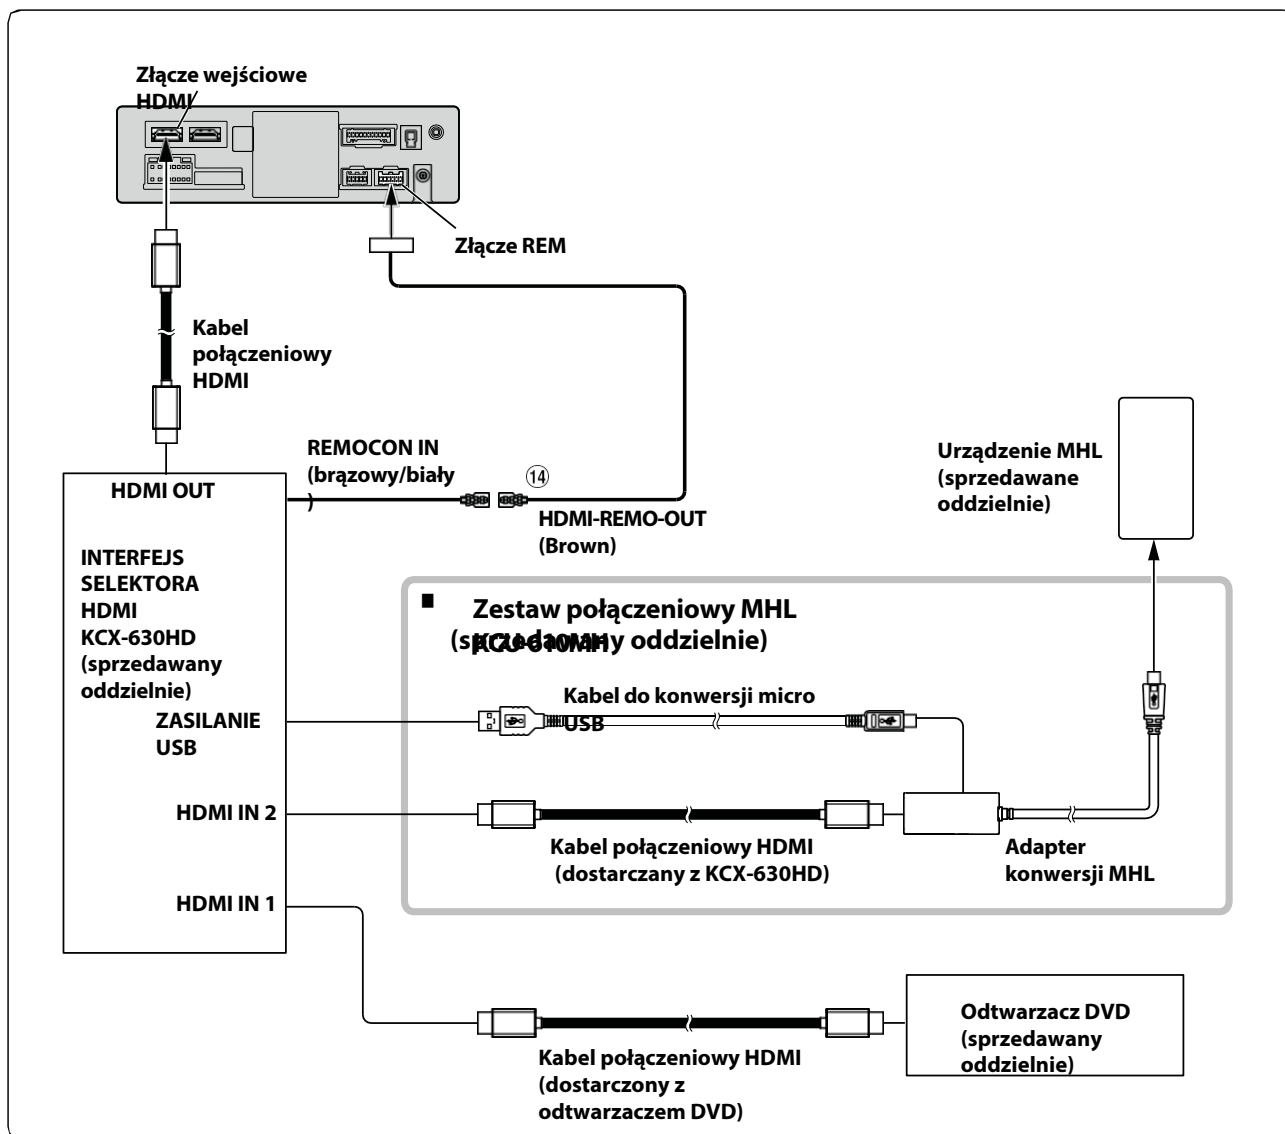 Złącze wejściowe
HDMI
Złącze REM
Kabel
połączeniowy
HDMI
REMOCON IN
(brązowy/biały
)
14
HDMI-REMO-OUT
(Brown)
Urządzenie MHL
(sprzedawane
oddzielnie)
HDMI OUT
INTERFEJS
SELEKTORA
HDMI
KCX-630HD
(sprzedawany
oddzielnie)
ZASILANIE
USB
HDMI IN 2
HDMI IN 1
Zestaw połączeniowy MHL
KCU-610MH
(sprzedawany oddzielnie)
Kabel do konwersji micro
USB
Kabel połączeniowy HDMI
(dostarczany z KCX-630HD)
Adapter
konwersji MHL
Kabel połączeniowy HDMI
(dostarczony z
odtwarzaczem DVD)
Odtwarzacz DVD
(sprzedawany
oddzielnie)